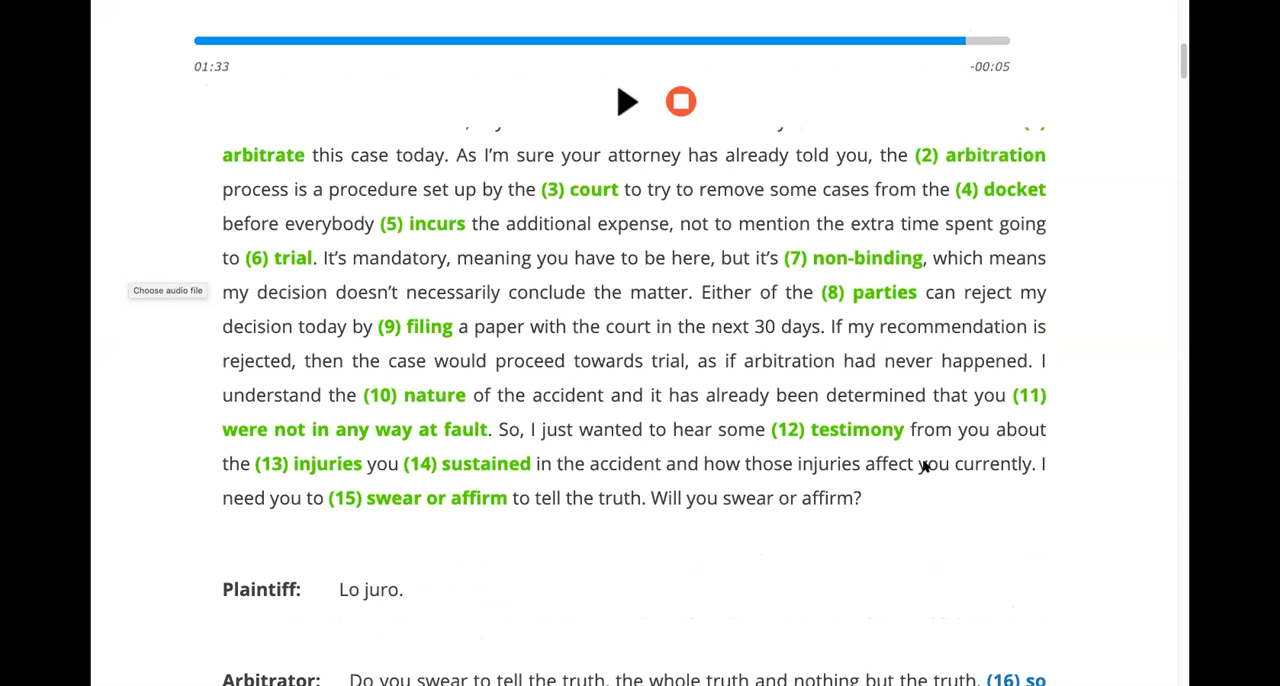 01:33
-00:05
arbitrate this case today. As I’m sure your attorney has already told you, the (2) arbitration
process is a procedure set up by the (3) court to try to remove some cases from the (4) docket
before everybody (5) incurs the additional expense, not to mention the extra time spent going
to (6) trial. It’s mandatory, meaning you have to be here, but it’s (7) non-binding, which means
Choose audio file
my decision doesn’t necessarily conclude the matter. Either of the (8) parties can reject my
decision today by (9) filing a paper with the court in the next 30 days. If my recommendation is
rejected, then the case would proceed towards trial, as if arbitration had never happened. I
understand the (10) nature of the accident and it has already been determined that you (11)
were not in any way at fault. So, I just wanted to hear some (12) testimony from you about
the (13) injuries you (14) sustained in the accident and how those injuries affect you currently. I
need you to (15) swear or affirm to tell the truth. Will you swear or affirm?
Plaintiff: Lo juro.
Arbitrator: Do you swear to tell the truth, the whole truth and nothing but the truth, (16) so